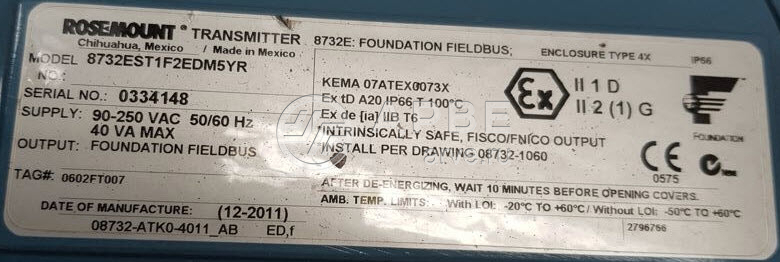 ROSEMOUNT® TRANSMITTER 8732E: FOUNDATION FIELDBUS; ENCLOSURE TYPE 4X IP66
Chihuahua, Mexico / Made in Mexico
MODEL NO.: 8732EST1F2EDM5YR
SERIAL NO.: 0334148
SUPPLY: 90-250 VAC 50/60 Hz
40 VA MAX
OUTPUT: FOUNDATION FIELDBUS
TAG#: 0602FT007
DATE OF MANUFACTURE: (12-2011)
08732-ATK0-4011_AB ED,f
KEMA 07ATEX0073X
Ex tD A20 IP66 T 100°C
Ex de [ia] IIB T6
INTRINSICALLY SAFE, FISCO/FNICO OUTPUT
INSTALL PER DRAWING 08732-1060
Ex
II 1 D
II 2 (1) G
F
FOUNDATION
CE
0575
AFTER DE-ENERGIZING, WAIT 10 MINUTES BEFORE OPENING COVERS.
AMB. TEMP. LIMITS: With LOI: -20°C TO +60°C/ Without LOI: -50°C TO +60°C
2796766